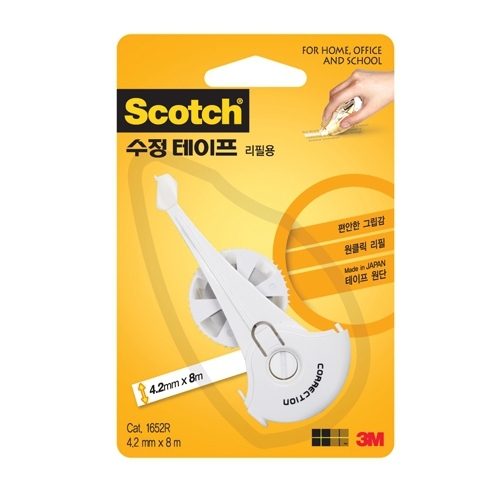 FOR HOME, OFFICE
AND SCHOOL
Scotch®
수정 테이프 리필용
편안한 그립감
원클릭 리필
Made in JAPAN
테이프 원단
4.2mm x 8m
CORRECTION
Cat. 1652R
4.2 mm x 8 m
3M